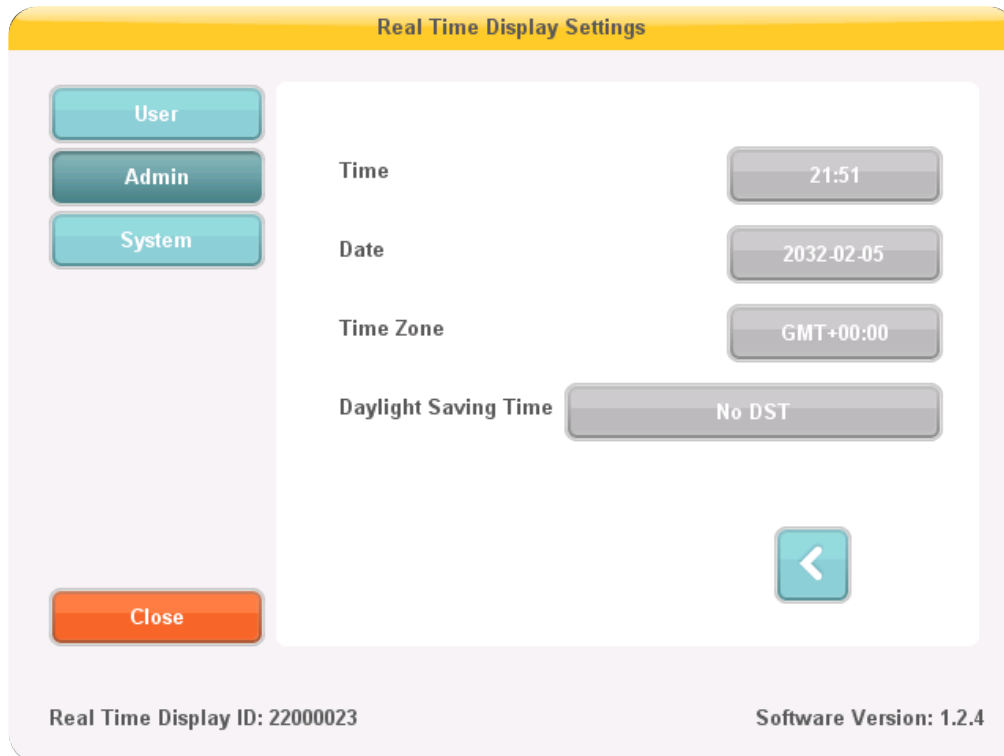 Real Time Display Settings
User
Admin
System
Time
21:51
Date
2032-02-05
Time Zone
GMT+00:00
Daylight Saving Time
No DST
Close
Real Time Display ID: 22000023
Software Version: 1.2.4